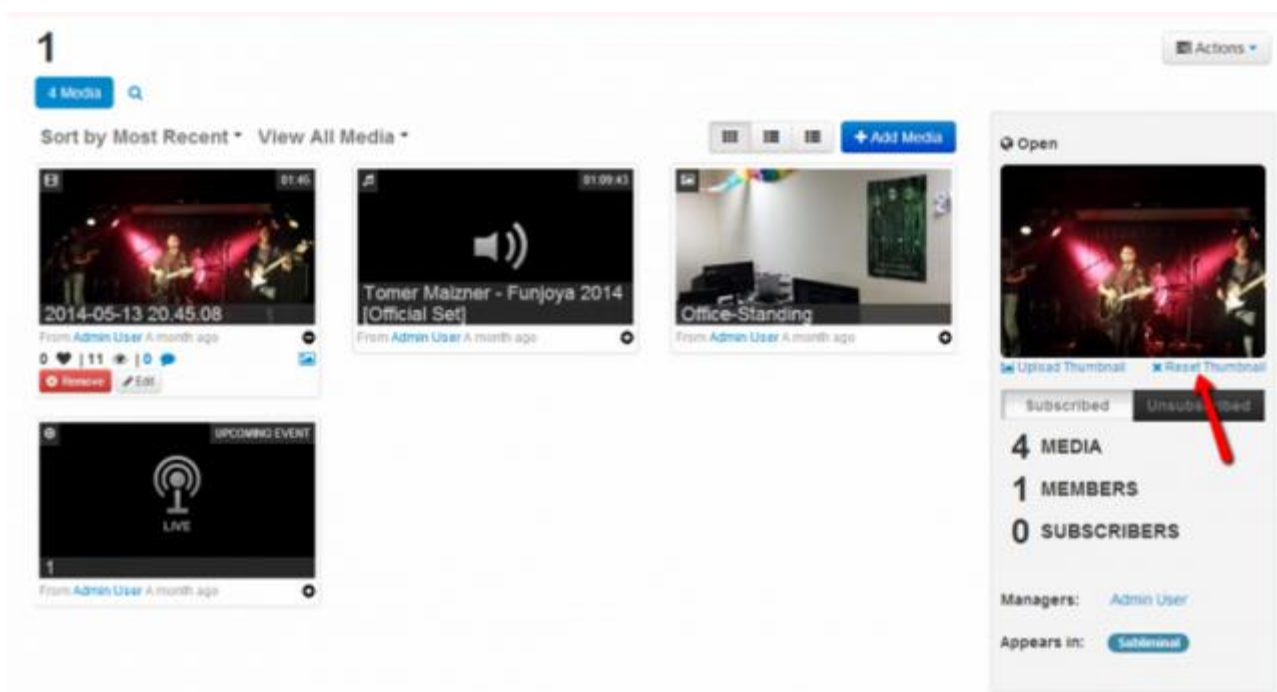 1
Actions
4 Media
Sort by Most Recent View All Media
+ Add Media
01:45
2014-05-13 20.45.08
From Admin User A month ago
0 | 11 | 0
Remove Edit
01:09:43
Tomer Maizner - Funjoya 2014
[Official Set]
From Admin User A month ago
Office-Standing
From Admin User A month ago
UPCOMING EVENT
LIVE
1
From Admin User A month ago
Open
Upload Thumbnail Reset Thumbnail
Subscribed Unsubscribed
4 MEDIA
1 MEMBERS
0 SUBSCRIBERS
Managers: Admin User
Appears in: Subliminal